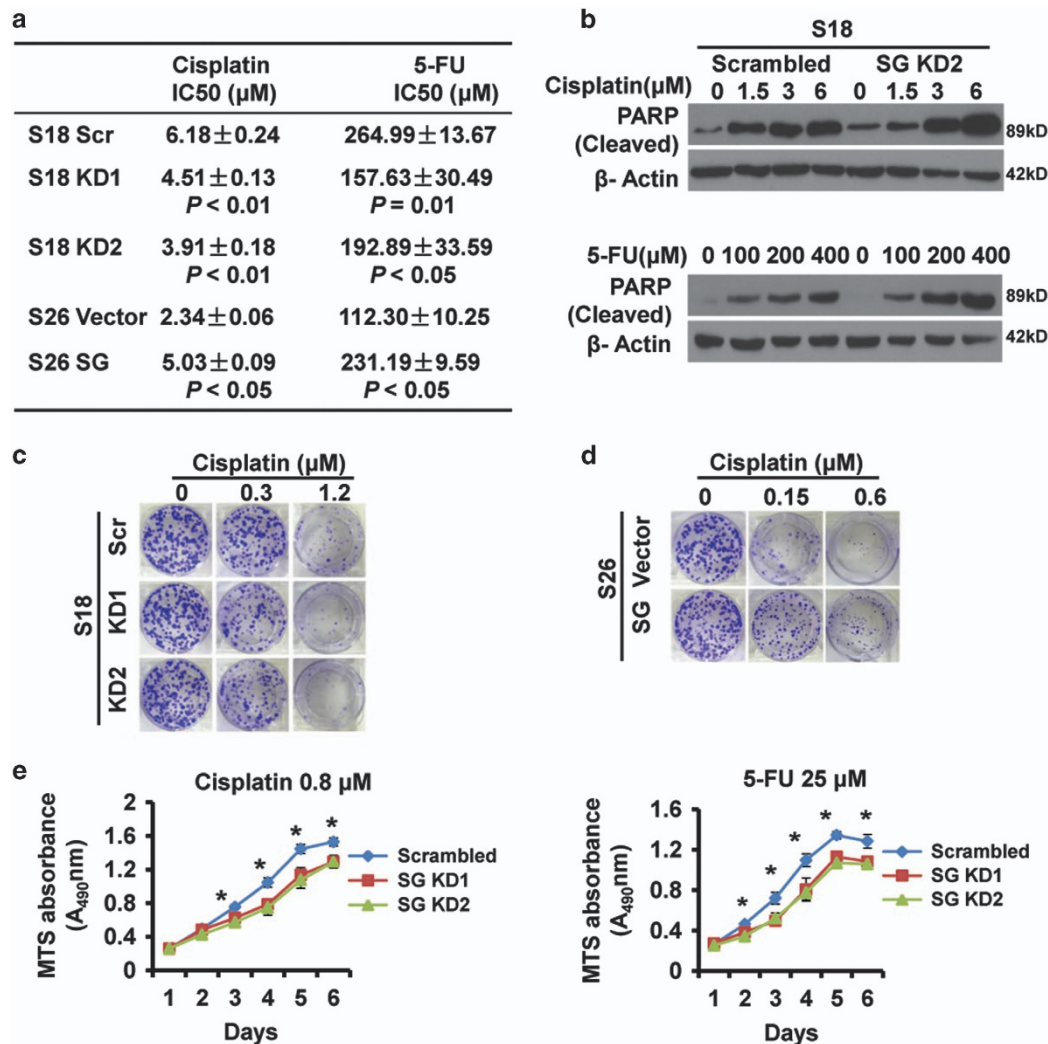 a
Cisplatin 5-FU
IC50 (µM) IC50 (µM)
S18 Scr 6.18±0.24 264.99±13.67
S18 KD1 4.51±0.13 157.63±30.49
P < 0.01 P = 0.01
S18 KD2 3.91±0.18 192.89±33.59
P < 0.01 P < 0.05
S26 Vector 2.34±0.06 112.30±10.25
S26 SG 5.03±0.09 231.19±9.59
P < 0.05 P < 0.05
b
S18
Scrambled SG KD2
Cisplatin(µM) 0 1.5 3 6 0 1.5 3 6
PARP
(Cleaved)
89kD
β- Actin
42kD
5-FU(µM) 0 100 200 400 0 100 200 400
PARP
(Cleaved)
89kD
β- Actin
42kD
c
Cisplatin (µM)
0 0.3 1.2
S18
Scr
KD1
KD2
d
Cisplatin (µM)
0 0.15 0.6
S26
Vector
SG
e
Cisplatin 0.8 µM
MTS absorbance
(A490nm)
2
1.6
1.2
0.8
0.4
0
* * * *
Scrambled
SG KD1
SG KD2
1 2 3 4 5 6
Days
5-FU 25 µM
MTS absorbance
(A490nm)
1.6
1.2
0.8
0.4
0
* * * * *
Scrambled
SG KD1
SG KD2
1 2 3 4 5 6
Days